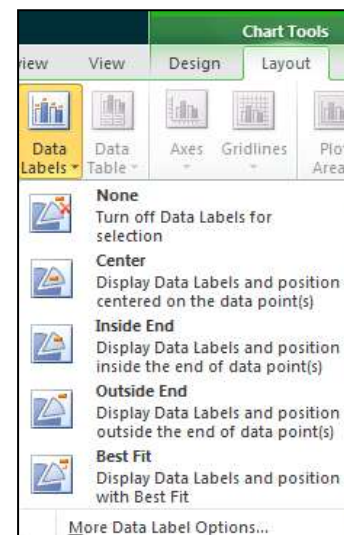 Chart Tools
View Design Layout
Data Labels
Data Table
Axes
Gridlines
None
Turn off Data Labels for
selection
Center
Display Data Labels and position
centered on the data point(s)
Inside End
Display Data Labels and position
inside the end of data point(s)
Outside End
Display Data Labels and position
outside the end of data point(s)
Best Fit
Display Data Labels and position
with Best Fit
More Data Label Options...